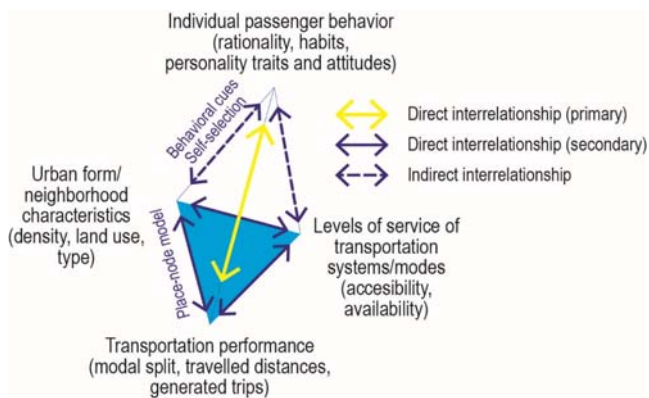 Individual passenger behavior
(rationality, habits,
personality traits and attitudes)
Behavioral cues
Self-selection
Direct interrelationship (primary)
Direct interrelationship (secondary)
Indirect interrelationship
Urban form/
neighborhood
characteristics
(density, land use,
type)
Place-node model
Levels of service of
transportation
systems/modes
(accesibility,
availability)
Transportation performance
(modal split, travelled distances,
generated trips)